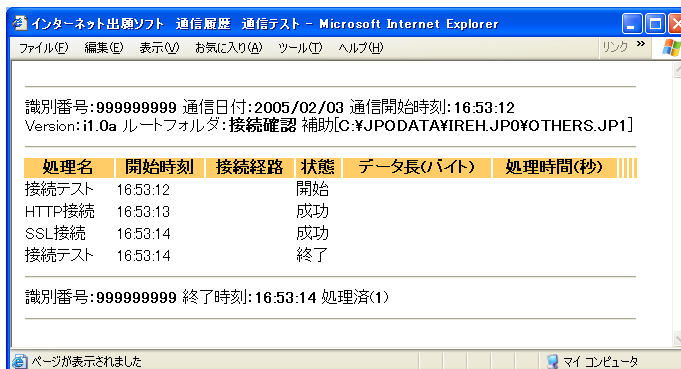 インターネット出願ソフト 通信履歴 通信テスト - Microsoft Internet Explorer
ファイル(F) 編集(E) 表示(V) お気に入り(A) ツール(T) ヘルプ(H) リンク »
識別番号:999999999 通信日付:2005/02/03 通信開始時刻:16:53:12
Version:i1.0a ルートフォルダ:接続確認 補助[C:¥JPODATA¥IREH.JP0¥OTHERS.JP1]
処理名 開始時刻 接続経路 状態 データ長(バイト) 処理時間(秒)
接続テスト 16:53:12 開始
HTTP接続 16:53:13 成功
SSL接続 16:53:14 成功
接続テスト 16:53:14 終了
識別番号:999999999 終了時刻:16:53:14 処理済(1)
ページが表示されました マイ コンピュータ